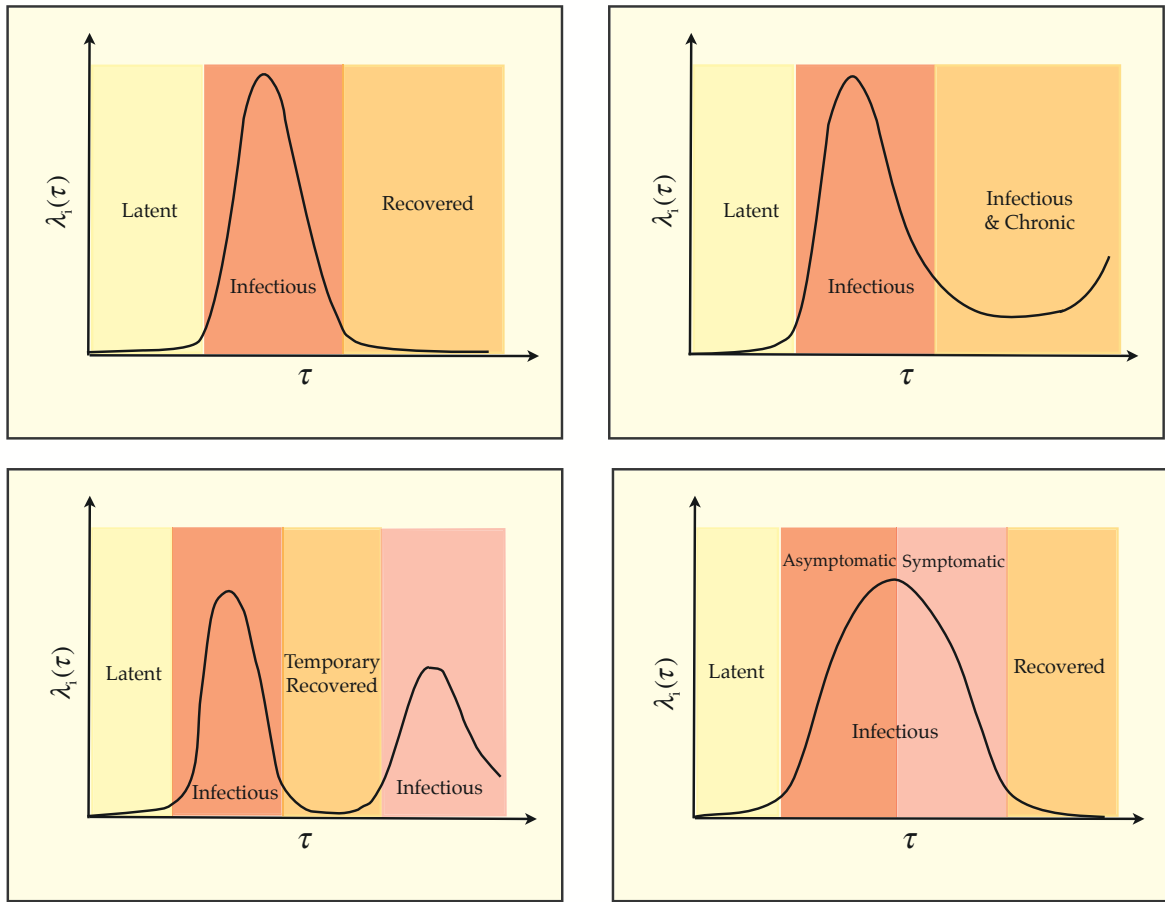 λᵢ(τ)
Latent
Infectious
Recovered
τ
λᵢ(τ)
Latent
Infectious
Infectious
& Chronic
τ
λᵢ(τ)
Latent
Infectious
Temporary
Recovered
Infectious
τ
λᵢ(τ)
Latent
Asymptomatic
Symptomatic
Infectious
Recovered
τ